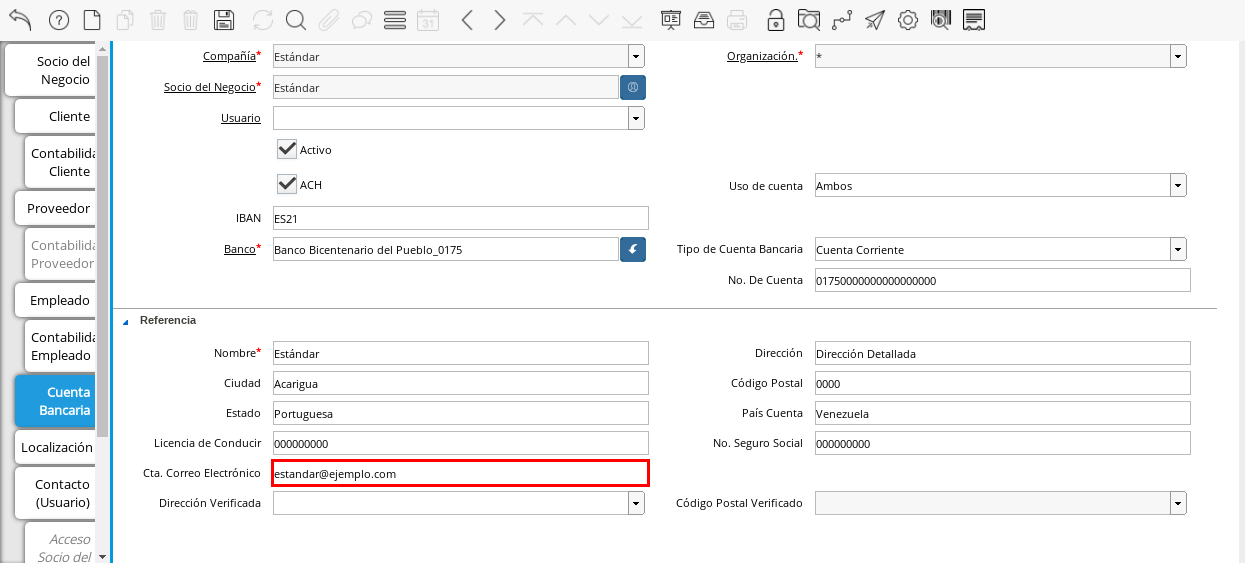 31
Socio del
Negocio
Cliente
Contabilida
Cliente
Proveedor
Contabilida
Proveedor
Empleado
Contabilida
Empleado
Cuenta
Bancaria
Localización
Contacto
(Usuario)
Acceso
Socio del
Compañía* Estándar Organización.* *
Socio del Negocio* Estándar
Usuario
Activo
ACH Uso de cuenta Ambos
IBAN ES21
Banco* Banco Bicentenario del Pueblo_0175 Tipo de Cuenta Bancaria Cuenta Corriente
No. De Cuenta 01750000000000000000
Referencia
Nombre* Estándar Dirección Dirección Detallada
Ciudad Acarigua Código Postal 0000
Estado Portuguesa País Cuenta Venezuela
Licencia de Conducir 000000000 No. Seguro Social 000000000
Cta. Correo Electrónico estandar@ejemplo.com
Dirección Verificada Código Postal Verificado